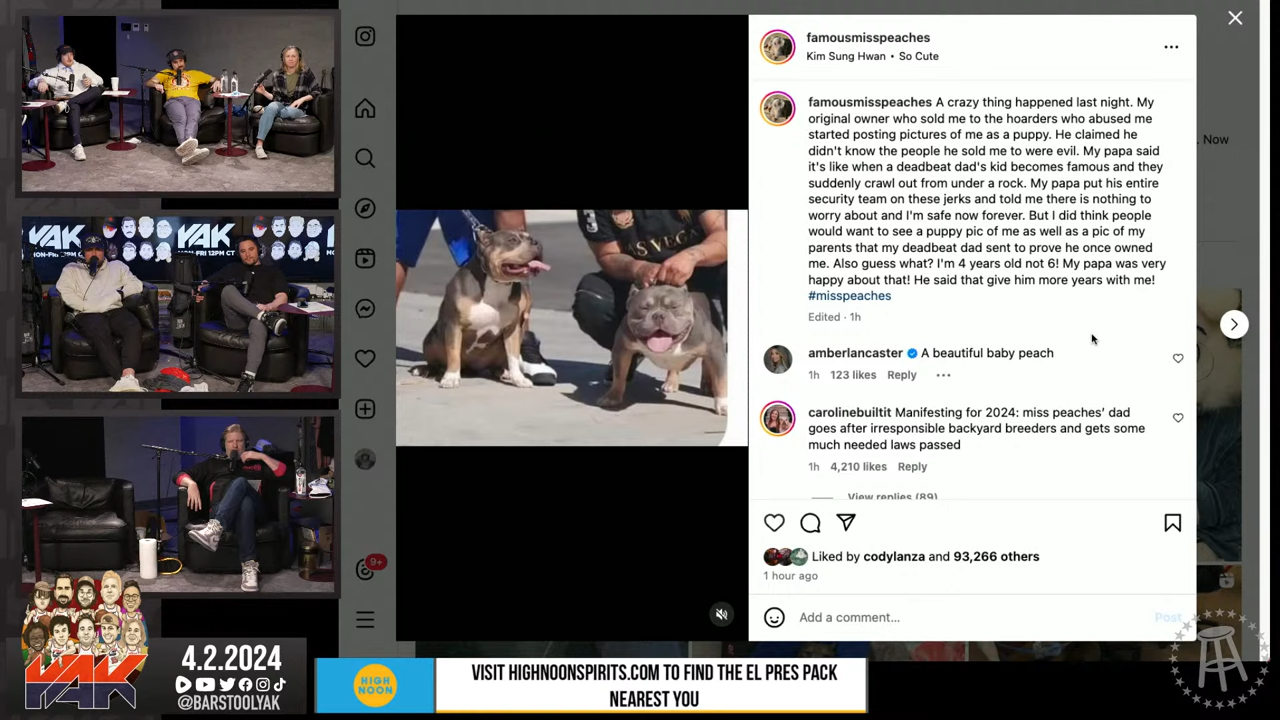 famousmisspeaches
Kim Sung Hwan • So Cute
famousmisspeaches A crazy thing happened last night. My
original owner who sold me to the hoarders who abused me
started posting pictures of me as a puppy. He claimed he
didn't know the people he sold me to were evil. My papa said
it's like when a deadbeat dad's kid becomes famous and they
suddenly crawl out from under a rock. My papa put his entire
security team on these jerks and told me there is nothing to
worry about and I'm safe now forever. But I did think people
would want to see a puppy pic of me as well as a pic of my
parents that my deadbeat dad sent to prove he once owned
me. Also guess what? I'm 4 years old not 6! My papa was very
happy about that! He said that give him more years with me!
#misspeaches
Edited · 1h
. Now
amberlancaster A beautiful baby peach
1h 123 likes Reply
carolinebuiltit Manifesting for 2024: miss peaches' dad
goes after irresponsible backyard breeders and gets some
much needed laws passed
1h 4,210 likes Reply
View replies (89)
Liked by codylanza and 93,266 others
1 hour ago
Add a comment...
Post
9+
VEGAS
YAK
YAK
MON-FRI 12PM CT
YAK
4.2.2024
@BARSTOOLYAK
HIGH
NOON
VISIT HIGHNOONSPIRITS.COM TO FIND THE EL PRES PACK
NEAREST YOU